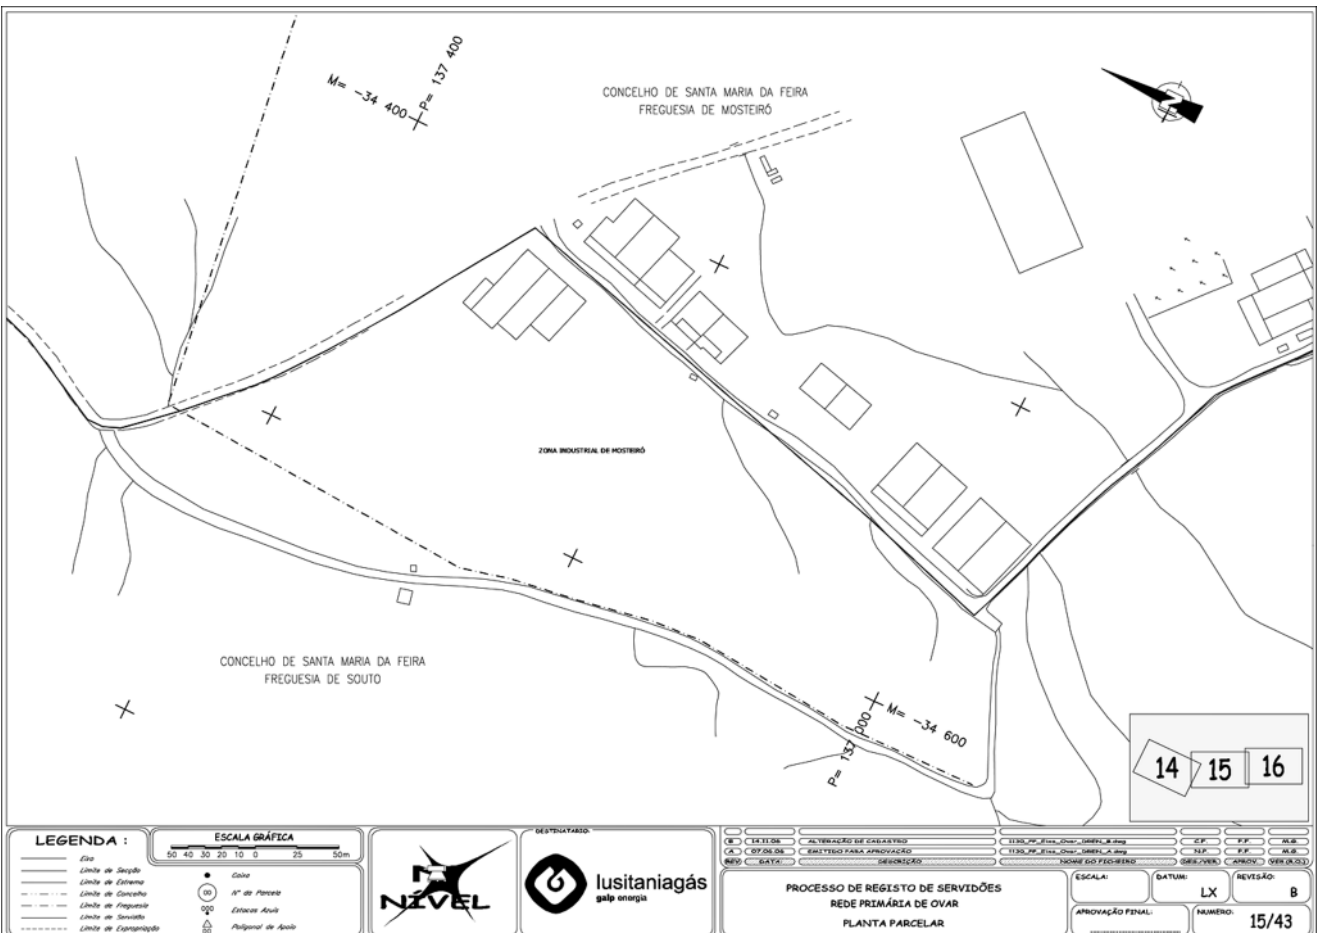 M= -34 400
P= 137 400
CONCELHO DE SANTA MARIA DA FEIRA
FREGUESIA DE MOSTEIRÓ
N
ZONA INDUSTRIAL DE MOSTEIRÓ
CONCELHO DE SANTA MARIA DA FEIRA
FREGUESIA DE SOUTO
M= -34 600
P= 137 000
14 15 16
LEGENDA :
Eixo
Limite de Secção
Limite de Extrema
Limite de Concelho
Limite de Freguesia
Limite de Servidão
Limite de Expropriação
ESCALA GRÁFICA
50 40 30 20 10 0 25 50m
Caixa
Nº da Parcela
Estacas Azuis
Poligonal de Apoio
NÍVEL
DESTINATÁRIO:
lusitaniagás
galp energia
B 14.11.06 ALTERAÇÃO DE CADASTRO C.F. P.F. M.G.
A 07.06.06 EMITIDO PARA APROVAÇÃO N.P. P.F. M.G.
REV DATA: DESCRIÇÃO NOME DO FICHEIRO DES./VER. APROV.
PROCESSO DE REGISTO DE SERVIDÕES
REDE PRIMÁRIA DE OVAR
PLANTA PARCELAR
ESCALA:
DATUM:
LX
REVISÃO:
B
APROVAÇÃO FINAL:
NUMERO:
15/43